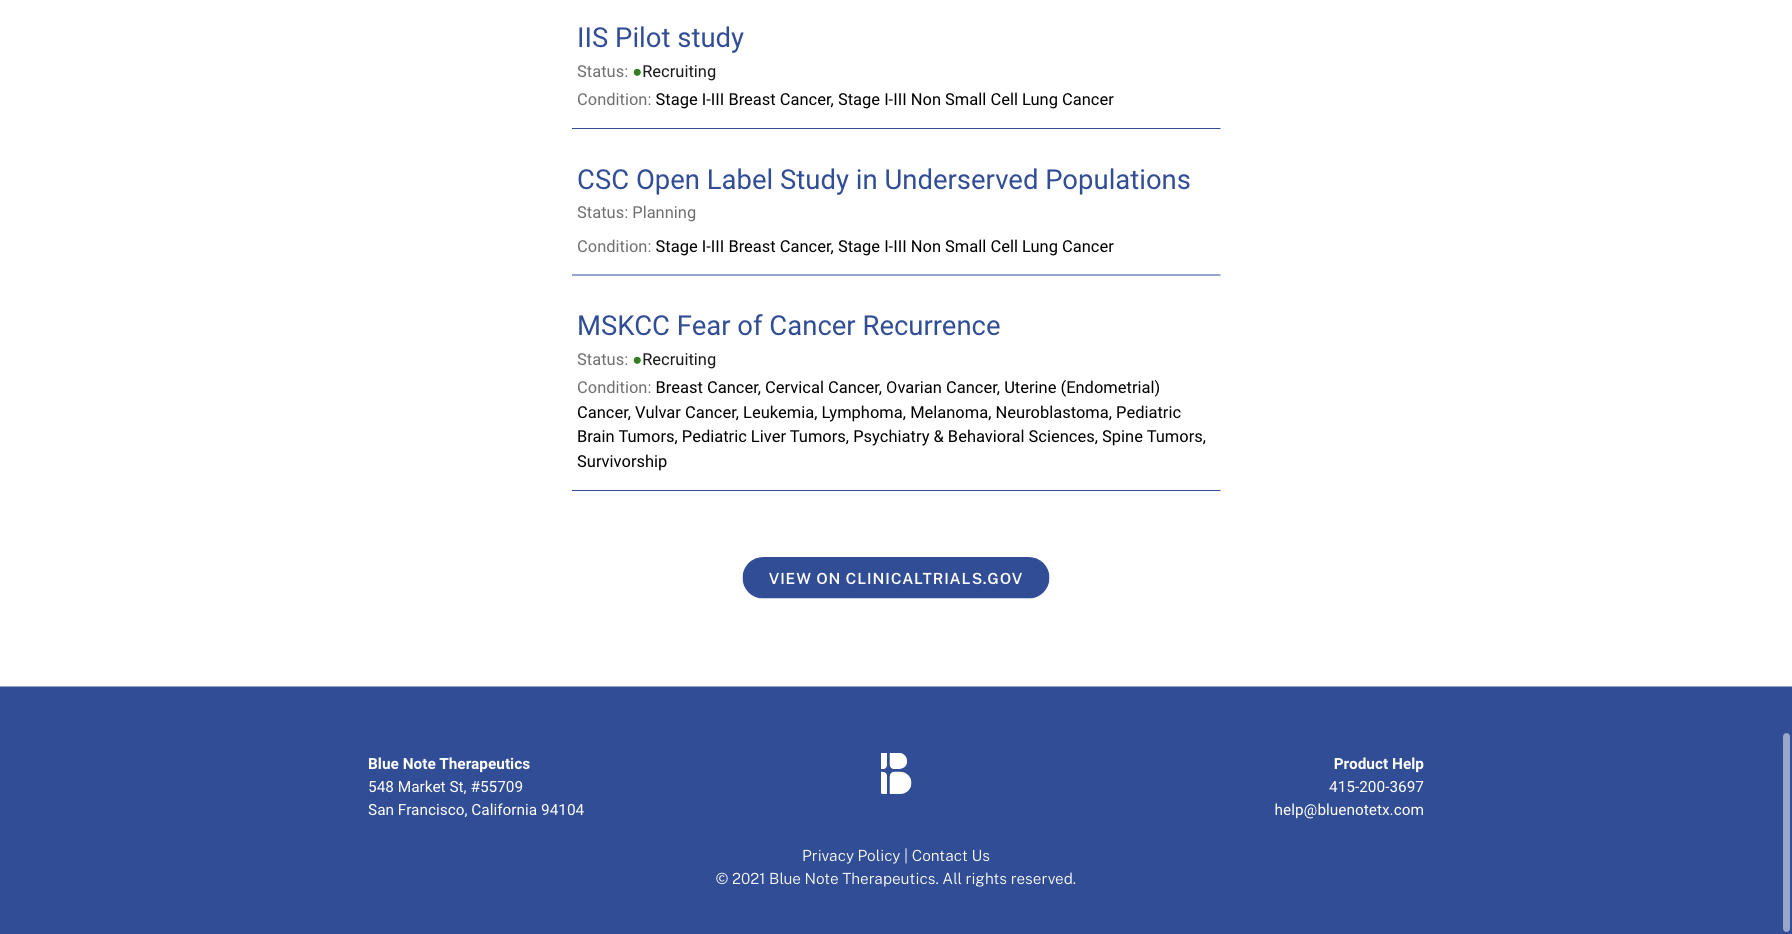 IIS Pilot study
Status: ●Recruiting
Condition: Stage I-III Breast Cancer, Stage I-III Non Small Cell Lung Cancer
CSC Open Label Study in Underserved Populations
Status: Planning
Condition: Stage I-III Breast Cancer, Stage I-III Non Small Cell Lung Cancer
MSKCC Fear of Cancer Recurrence
Status: ●Recruiting
Condition: Breast Cancer, Cervical Cancer, Ovarian Cancer, Uterine (Endometrial)
Cancer, Vulvar Cancer, Leukemia, Lymphoma, Melanoma, Neuroblastoma, Pediatric
Brain Tumors, Pediatric Liver Tumors, Psychiatry & Behavioral Sciences, Spine Tumors,
Survivorship
VIEW ON CLINICALTRIALS.GOV
Blue Note Therapeutics
548 Market St, #55709
San Francisco, California 94104
B
Product Help
415-200-3697
help@bluenotetx.com
Privacy Policy | Contact Us
© 2021 Blue Note Therapeutics. All rights reserved.